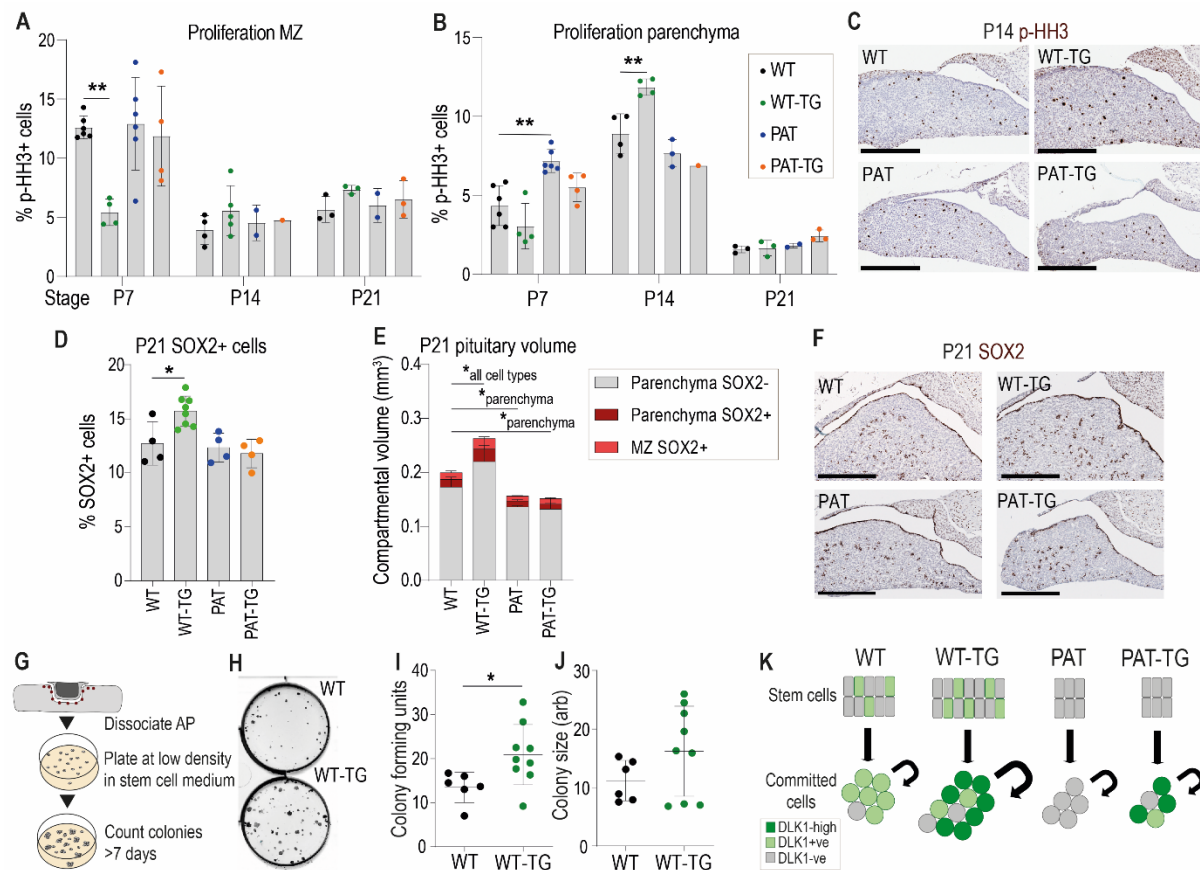 A
Proliferation MZ
% p-HH3+ cells
20
15
10
5
0
**
Stage
P7
P14
P21
B
Proliferation parenchyma
% p-HH3+ cells
15
10
5
0
**
**
P7
P14
P21
WT
WT-TG
PAT
PAT-TG
C
P14 p-HH3
WT
WT-TG
PAT
PAT-TG
D
P21 SOX2+ cells
% SOX2+ cells
20
15
10
5
0
*
WT
WT-TG
PAT
PAT-TG
E
P21 pituitary volume
Compartmental volume (mm³)
0.4
0.3
0.2
0.1
0.0
*all cell types
*parenchyma
*parenchyma
WT
WT-TG
PAT
PAT-TG
Parenchyma SOX2-
Parenchyma SOX2+
MZ SOX2+
F
P21 SOX2
WT
WT-TG
PAT
PAT-TG
G
Dissociate AP
Plate at low density
in stem cell medium
Count colonies
>7 days
H
WT
WT-TG
I
Colony forming units
40
30
20
10
0
*
WT
WT-TG
J
Colony size (arb)
30
20
10
0
WT
WT-TG
K
WT
WT-TG
PAT
PAT-TG
Stem cells
Committed
cells
DLK1-high
DLK1+ve
DLK1-ve